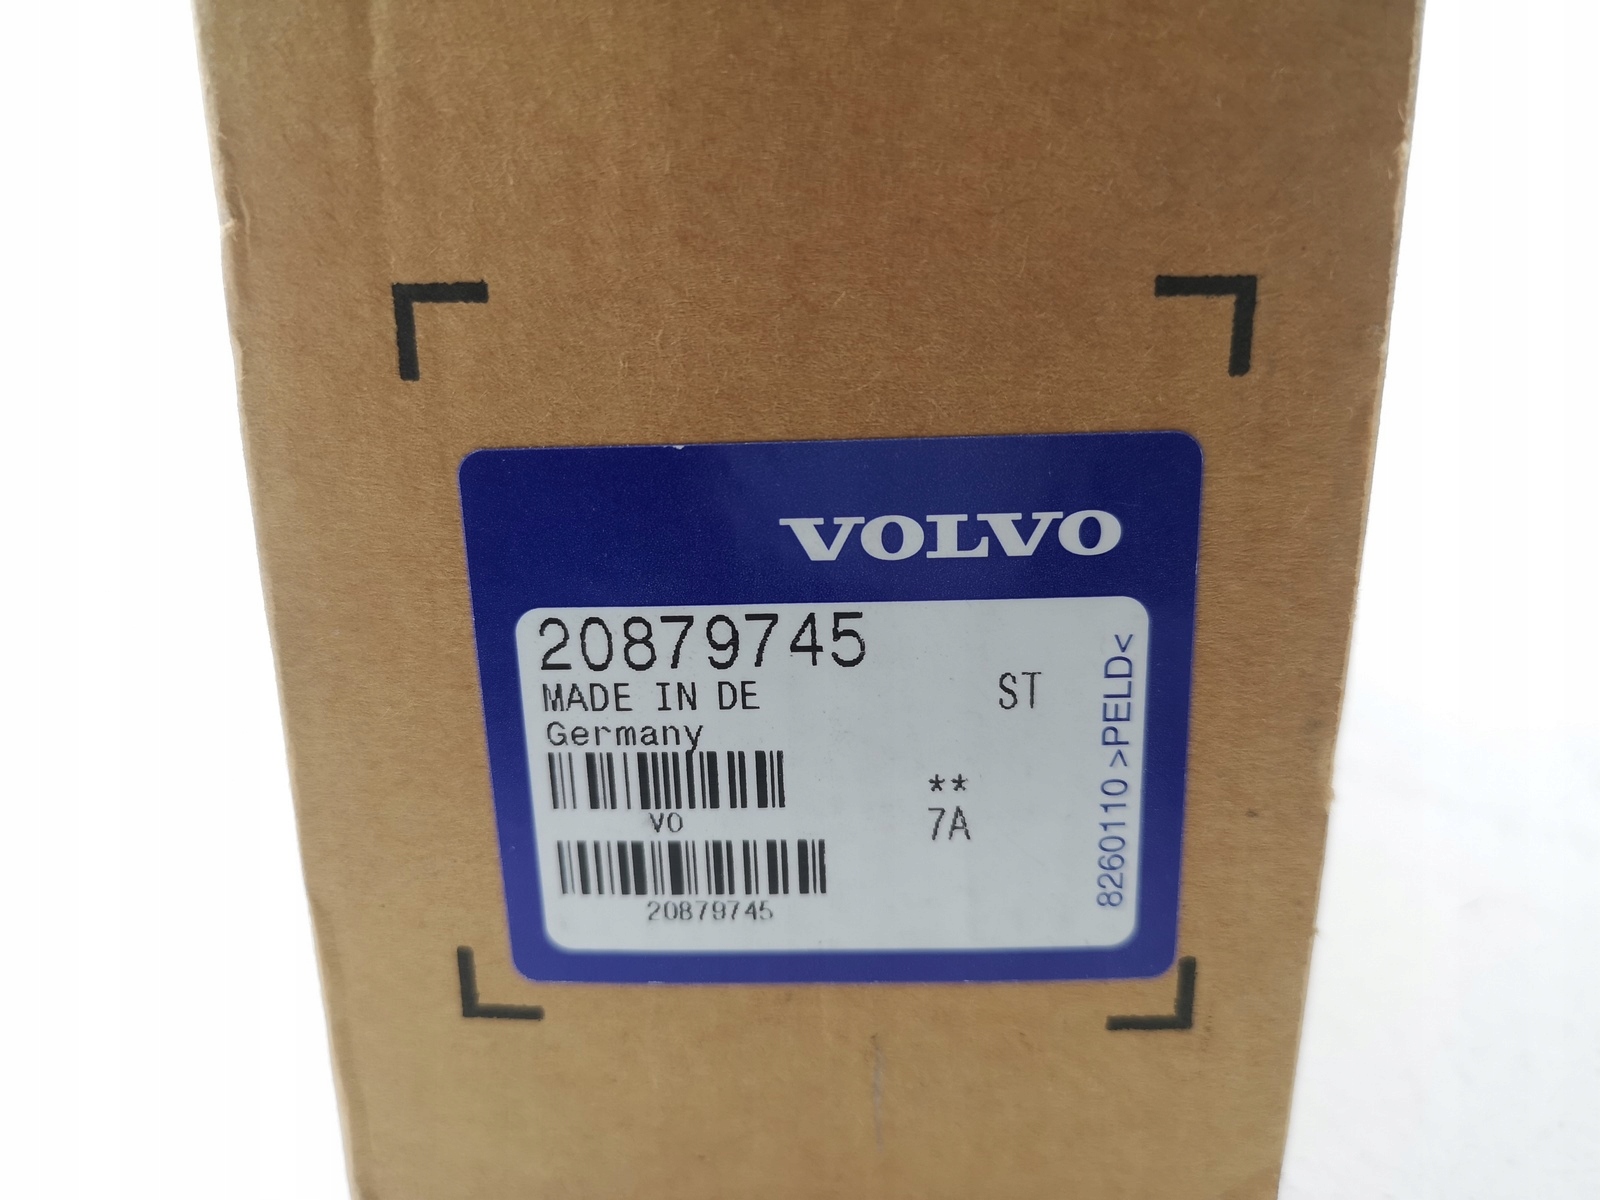 VOLVO
20879745
MADE IN DE
ST
Germany
**
VO
7A
20879745
8260110 >PELD<